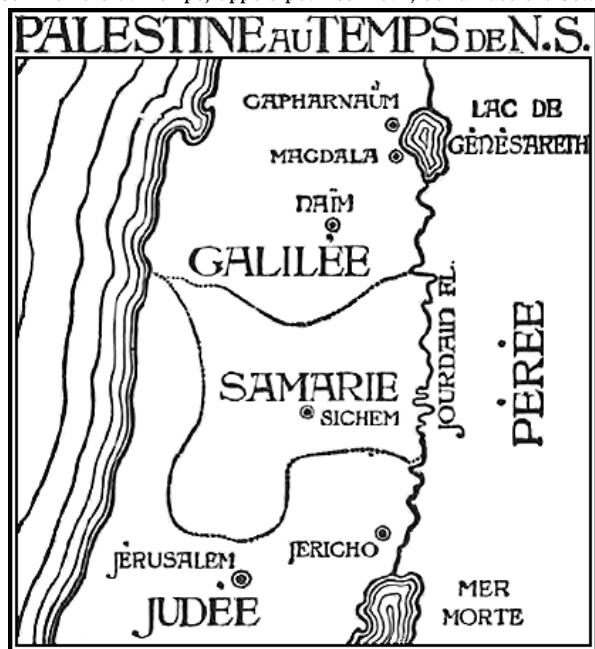 PALESTINE AU TEMPS DE N.S.
CAPHARNAÜM
LAC DE
GÉNÉSARETH
MAGDALA
NAÏM
GALILÉE
JOURDAIN FL.
PÉRÉE
SAMARIE
SICHEM
JÉRUSALEM
JERICHO
JUDÉE
MER
MORTE